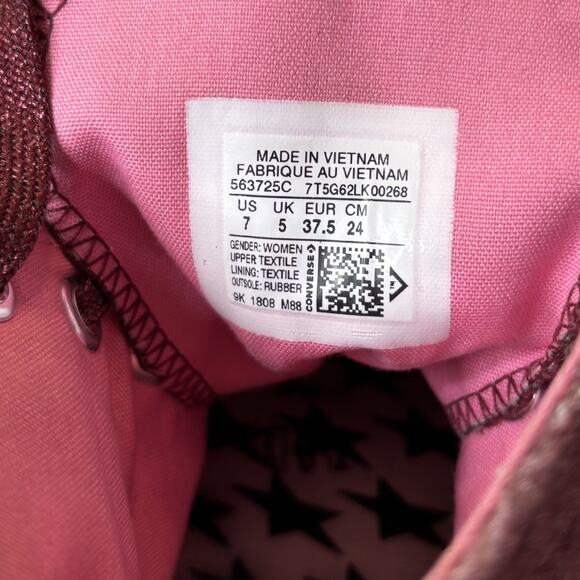 MADE IN VIETNAM
FABRIQUE AU VIETNAM
563725C 7T5G62LK00268
US UK EUR CM
7 5 37.5 24
GENDER: WOMEN
UPPER TEXTILE
LINING: TEXTILE
OUTSOLE: RUBBER
9K 1808 M88
CONVERSE
TM